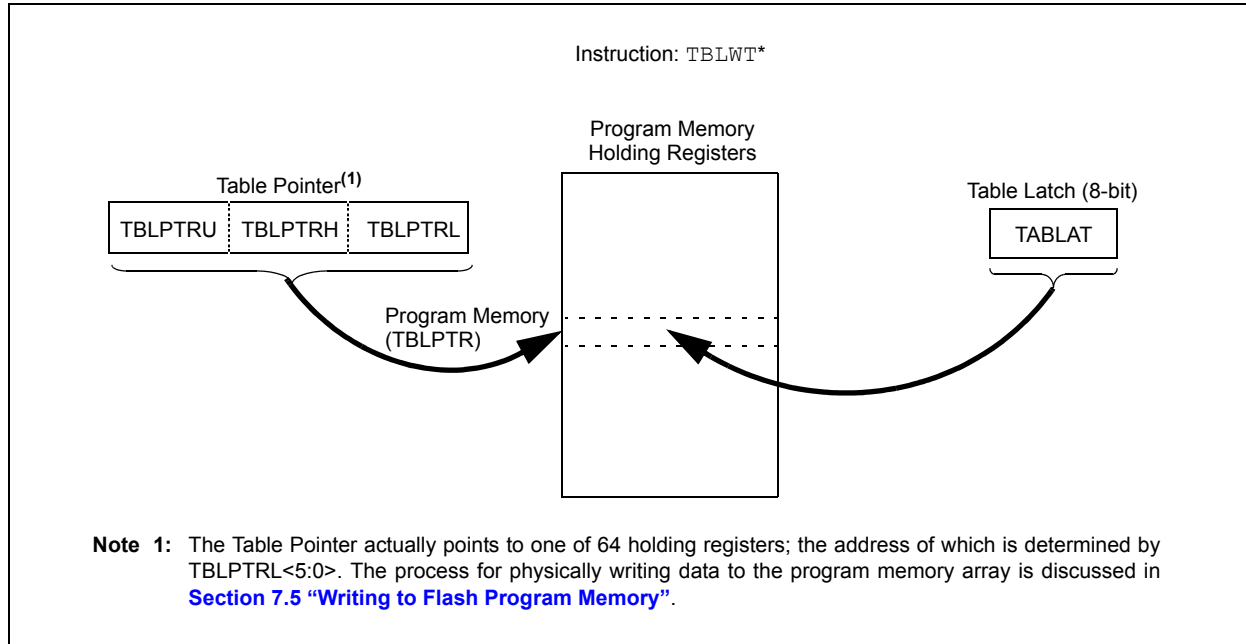 Instruction: TBLWT*
Program Memory
Holding Registers
Table Pointer(1)
Table Latch (8-bit)
TBLPTRU TBLPTRH TBLPTRL
TABLAT
Program Memory
(TBLPTR)
Note 1: The Table Pointer actually points to one of 64 holding registers; the address of which is determined by
TBLPTRL<5:0>. The process for physically writing data to the program memory array is discussed in
Section 7.5 “Writing to Flash Program Memory”.